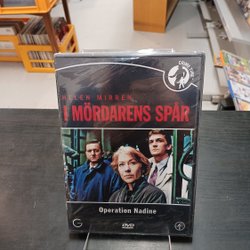 HELEN MIRREN
I MÖRDARENS SPÅR
Operation Nadine
DVD